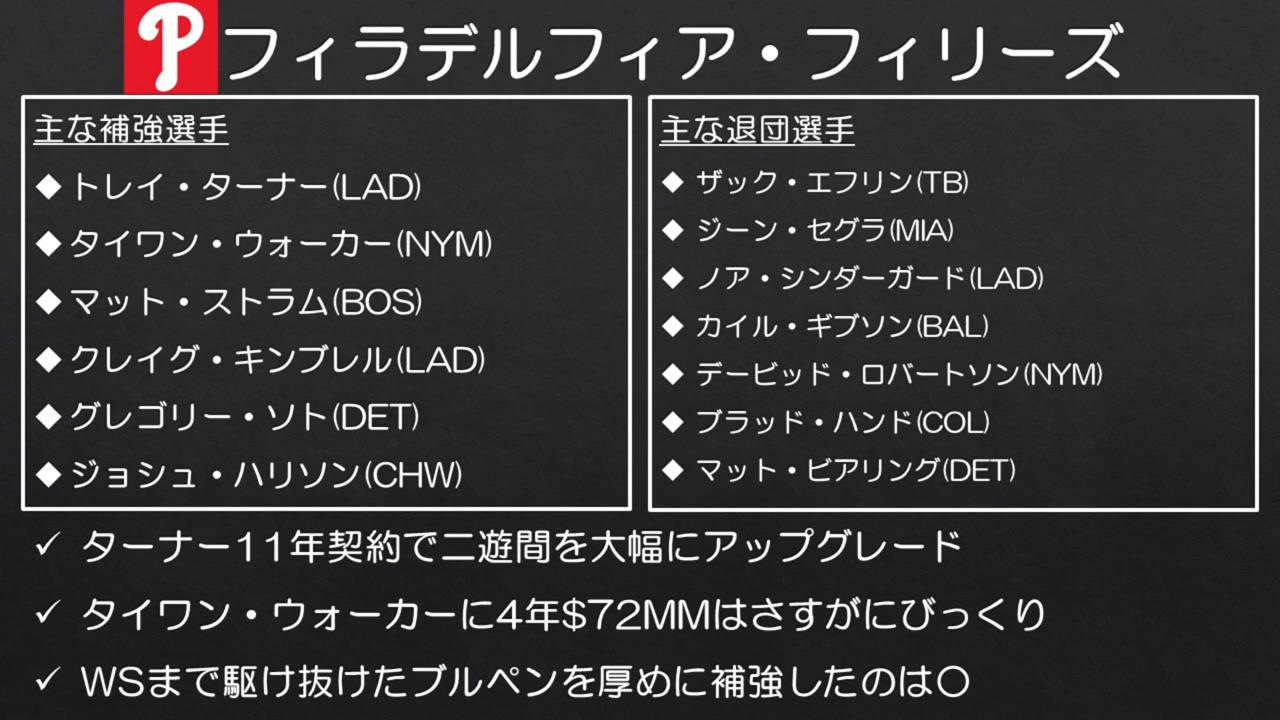 P フィラデルフィア・フィリーズ
主な補強選手
◆トレイ・ターナー(LAD)
◆タイワン・ウォーカー(NYM)
◆マット・ストラム(BOS)
◆クレイグ・キンブレル(LAD)
◆グレゴリー・ソト(DET)
◆ジョシュ・ハリソン(CHW)
主な退団選手
◆ ザック・エフリン(TB)
◆ ジーン・セグラ(MIA)
◆ ノア・シンダーガード(LAD)
◆ カイル・ギブソン(BAL)
◆ デービッド・ロバートソン(NYM)
◆ ブラッド・ハンド(COL)
◆ マット・ビアリング(DET)
✓ ターナー11年契約で二遊間を大幅にアップグレード
✓ タイワン・ウォーカーに4年$72MMはさすがにびっくり
✓ WSまで駆け抜けたブルペンを厚めに補強したのは〇